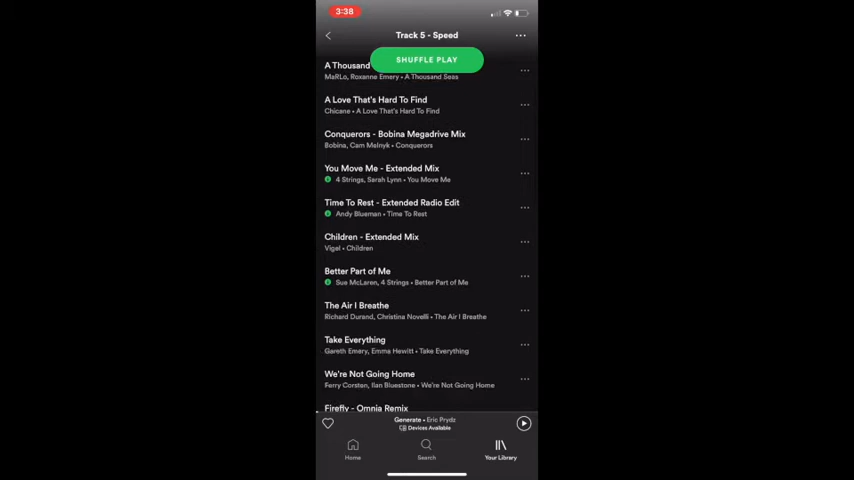 3:38
Track 5 - Speed
SHUFFLE PLAY
A Thousand
MaRLo, Roxanne Emery • A Thousand Seas
A Love That's Hard To Find
Chicane • A Love That's Hard To Find
Conquerors - Bobina Megadrive Mix
Bobina, Cam Melnyk • Conquerors
You Move Me - Extended Mix
4 Strings, Sarah Lynn • You Move Me
Time To Rest - Extended Radio Edit
Andy Blueman • Time To Rest
Children - Extended Mix
Vigel • Children
Better Part of Me
Sue McLaren, 4 Strings • Better Part of Me
The Air I Breathe
Richard Durand, Christina Novelli • The Air I Breathe
Take Everything
Gareth Emery, Emma Hewitt • Take Everything
We're Not Going Home
Ferry Corsten, Ilan Bluestone • We're Not Going Home
Firefly - Omnia Remix
Generate • Eric Prydz
Devices Available
Home
Search
Your Library